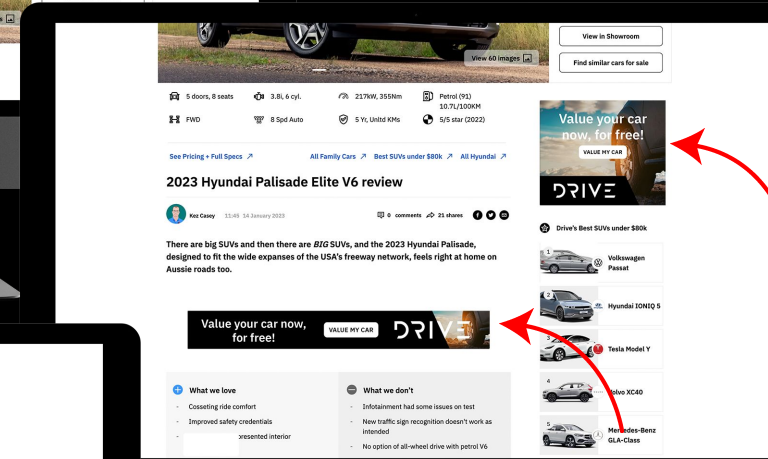 View in Showroom
Find similar cars for sale
View 60 images
5 doors, 8 seats
3.8i, 6 cyl.
217kW, 355Nm
Petrol (91)
10.7L/100KM
FWD
8 Spd Auto
5 Yr, Unltd KMs
5/5 star (2022)
See Pricing + Full Specs
All Family Cars
Best SUVs under $80k
All Hyundai
2023 Hyundai Palisade Elite V6 review
Kez Casey
11:45 14 January 2023
0 comments
21 shares
There are big SUVs and then there are BIG SUVs, and the 2023 Hyundai Palisade,
designed to fit the wide expanses of the USA's freeway network, feels right at home on
Aussie roads too.
Value your car now,
for free!
VALUE MY CAR
DRIVE
What we love
- Cosseting ride comfort
- Improved safety credentials
- presented interior
What we don't
- Infotainment had some issues on test
- New traffic sign recognition doesn't work as
intended
- No option of all-wheel drive with petrol V6
Value your car
now, for free!
VALUE MY CAR
DRIVE
Drive's Best SUVs under $80k
1
Volkswagen
Passat
2
Hyundai IONIQ 5
3
Tesla Model Y
4
Volvo XC40
5
Mercedes-Benz
GLA-Class